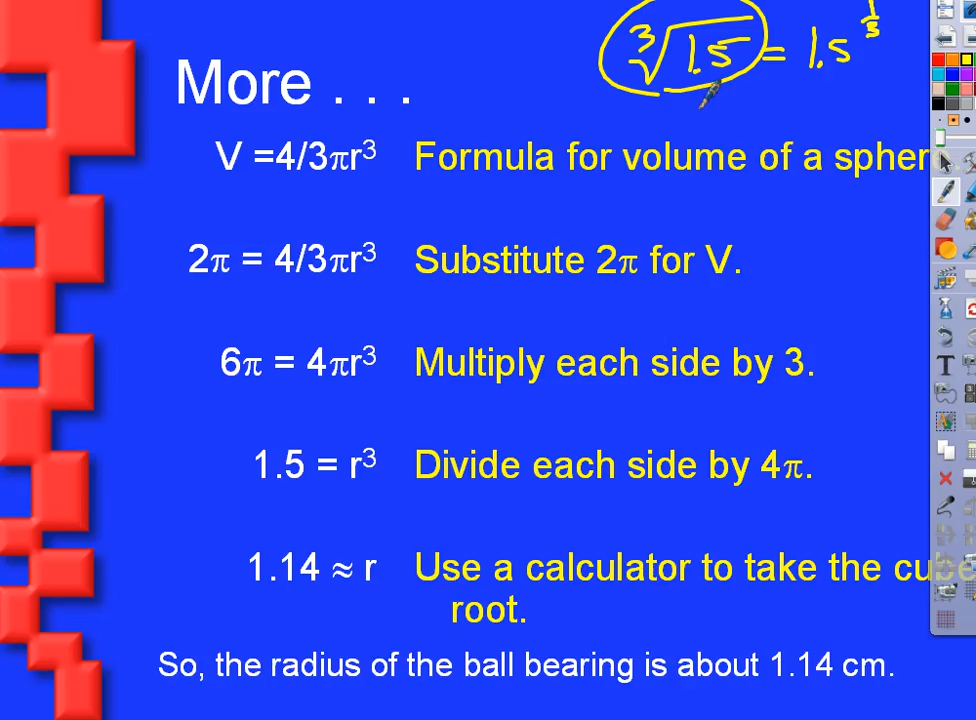 ∛1.5 = 1.5^1/3
More . . .
V =4/3πr³ Formula for volume of a spher
2π = 4/3πr³ Substitute 2π for V.
6π = 4πr³ Multiply each side by 3.
1.5 = r³ Divide each side by 4π.
1.14 ≈ r Use a calculator to take the cube
root.
So, the radius of the ball bearing is about 1.14 cm.